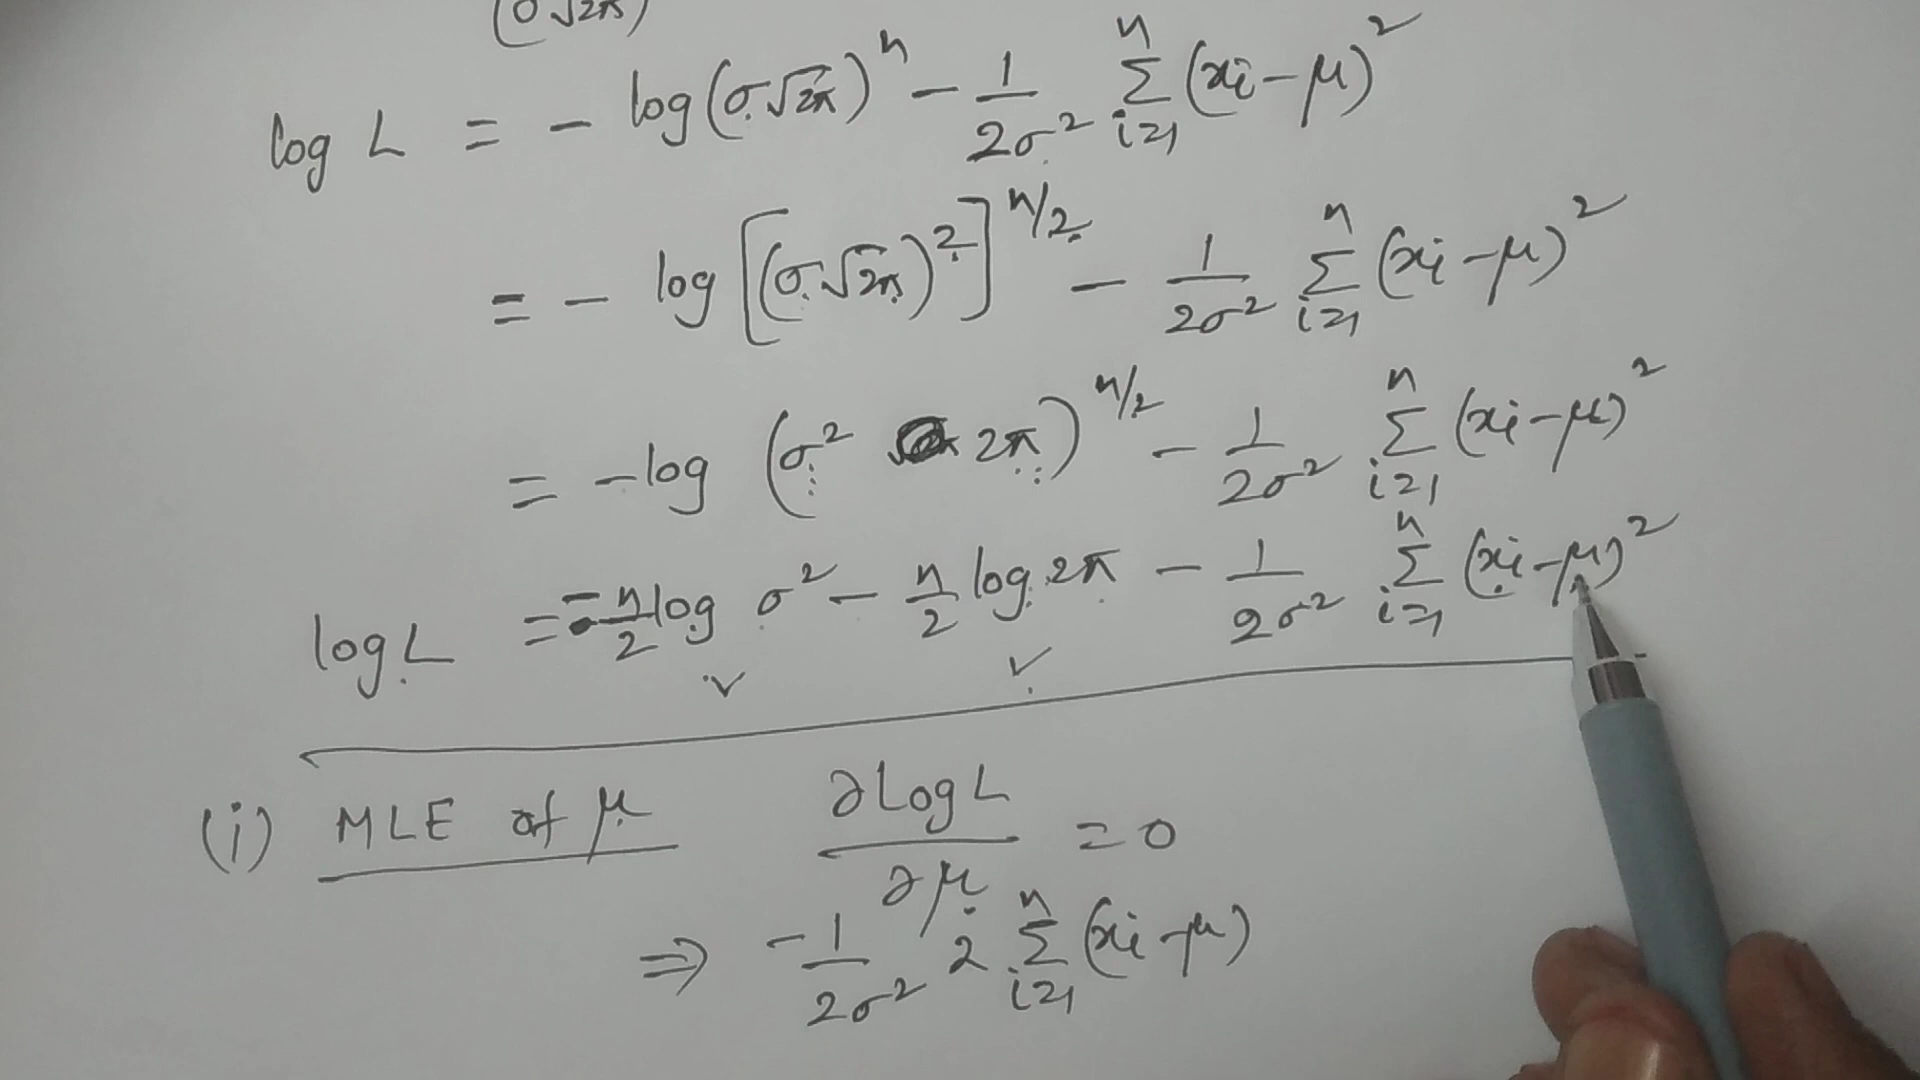 (σ√2π)
log L = - log(σ√2π)^n - 1/2σ² Σ_{i=1}^n (xi-μ)²
= - log [(σ√2π)²]^{n/2} - 1/2σ² Σ_{i=1}^n (xi-μ)²
= -log (σ² 2π)^{n/2} - 1/2σ² Σ_{i=1}^n (xi-μ)²
log L = -n/2 log σ² - n/2 log 2π - 1/2σ² Σ_{i=1}^n (xi-μ)²
(i) MLE of μ ∂LogL/∂μ = 0
⇒ -1/2σ² 2 Σ_{i=1}^n (xi-μ)